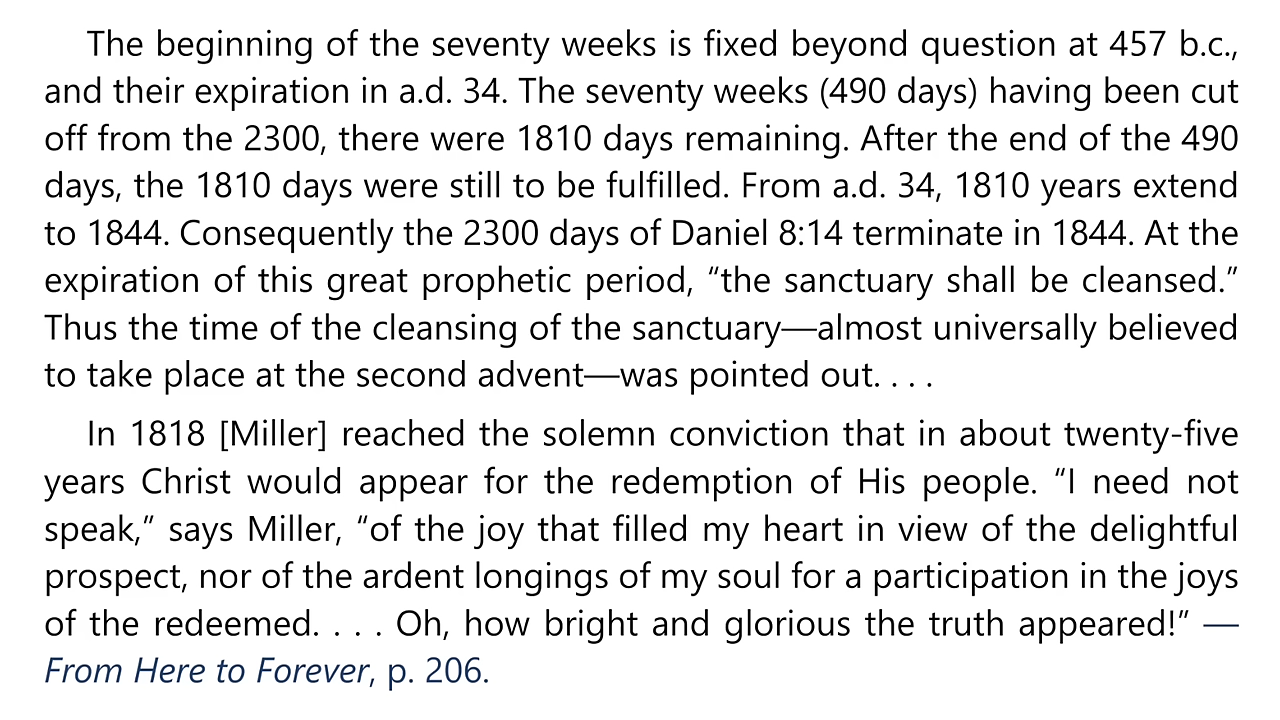 The beginning of the seventy weeks is fixed beyond question at 457 b.c.,
and their expiration in a.d. 34. The seventy weeks (490 days) having been cut
off from the 2300, there were 1810 days remaining. After the end of the 490
days, the 1810 days were still to be fulfilled. From a.d. 34, 1810 years extend
to 1844. Consequently the 2300 days of Daniel 8:14 terminate in 1844. At the
expiration of this great prophetic period, “the sanctuary shall be cleansed.”
Thus the time of the cleansing of the sanctuary—almost universally believed
to take place at the second advent—was pointed out. . . .
In 1818 [Miller] reached the solemn conviction that in about twenty-five
years Christ would appear for the redemption of His people. “I need not
speak,” says Miller, “of the joy that filled my heart in view of the delightful
prospect, nor of the ardent longings of my soul for a participation in the joys
of the redeemed. . . . Oh, how bright and glorious the truth appeared!” —
From Here to Forever, p. 206.